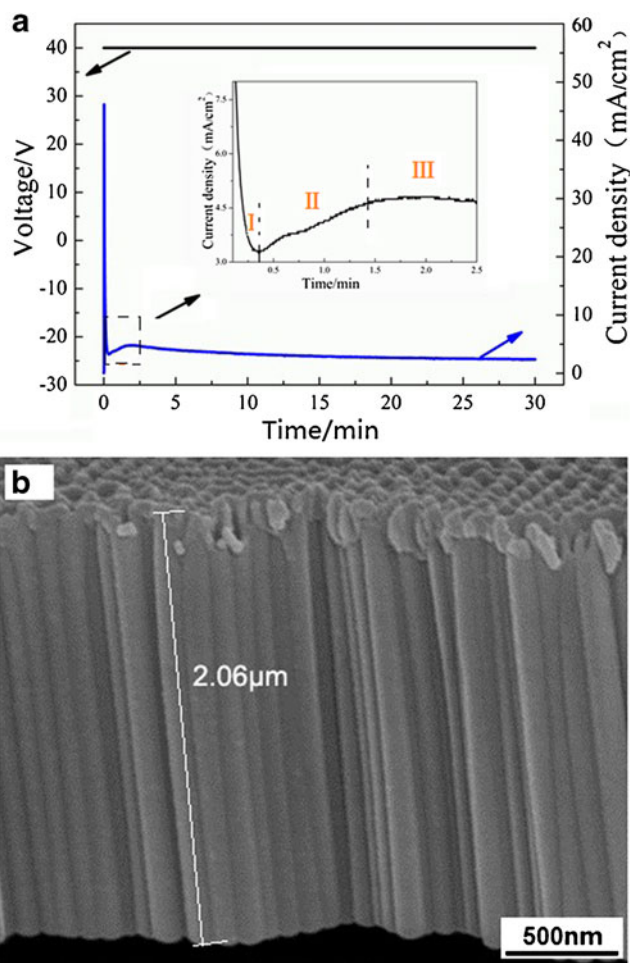 a
Voltage/V
40
30
20
10
0
-10
-20
-30
Current density (mA/cm²)
60
50
40
30
20
10
0
0 5 10 15 20 25 30
Time/min
Current density (mA/cm²)
7.5
6.0
4.5
3.0
I II III
0.5 1.0 1.5 2.0 2.5
Time/min
b
2.06μm
500nm